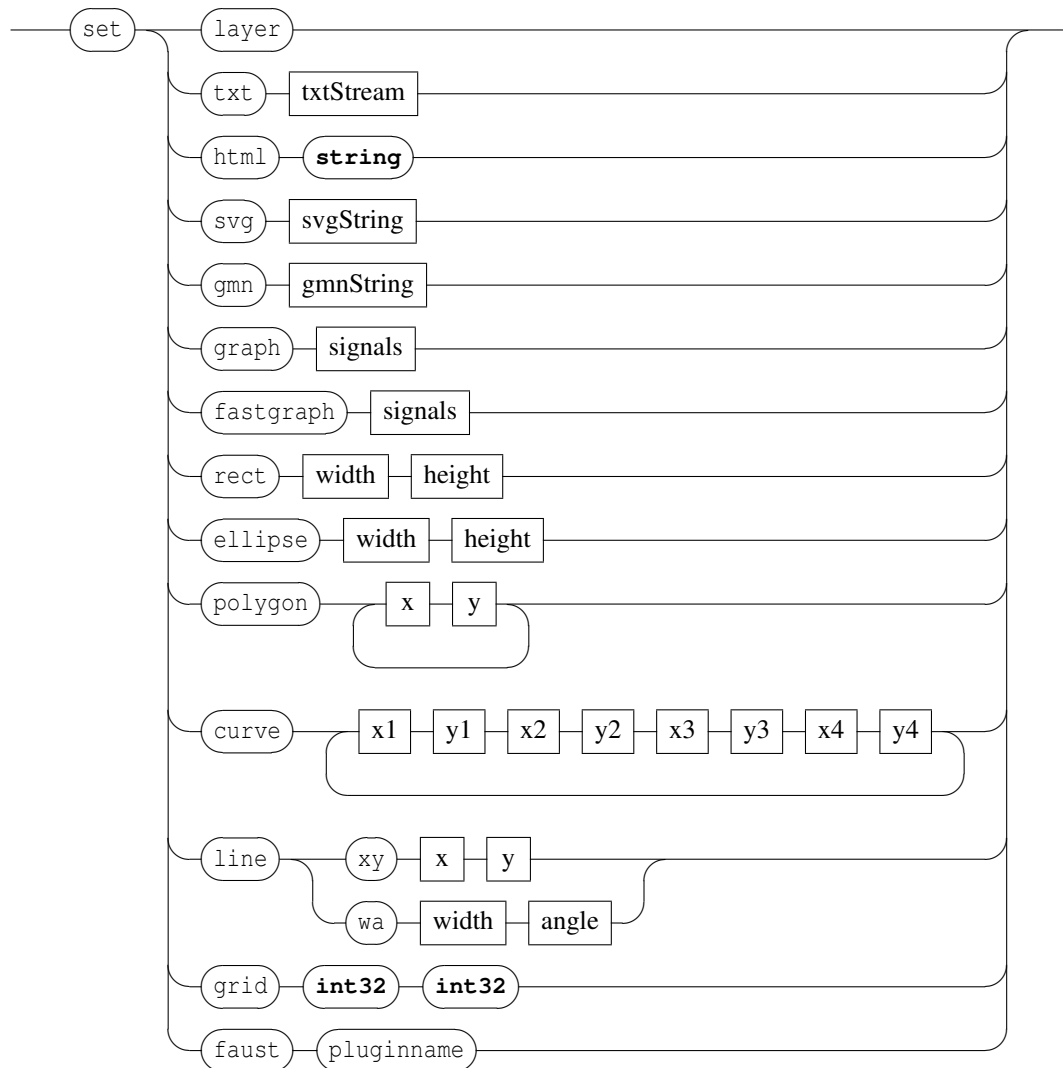 set layer
txt txtStream
html string
svg svgString
gmn gmnString
graph signals
fastgraph signals
rect width height
ellipse width height
polygon x y
curve x1 y1 x2 y2 x3 y3 x4 y4
line xy x y
wa width angle
grid int32 int32
faust pluginname